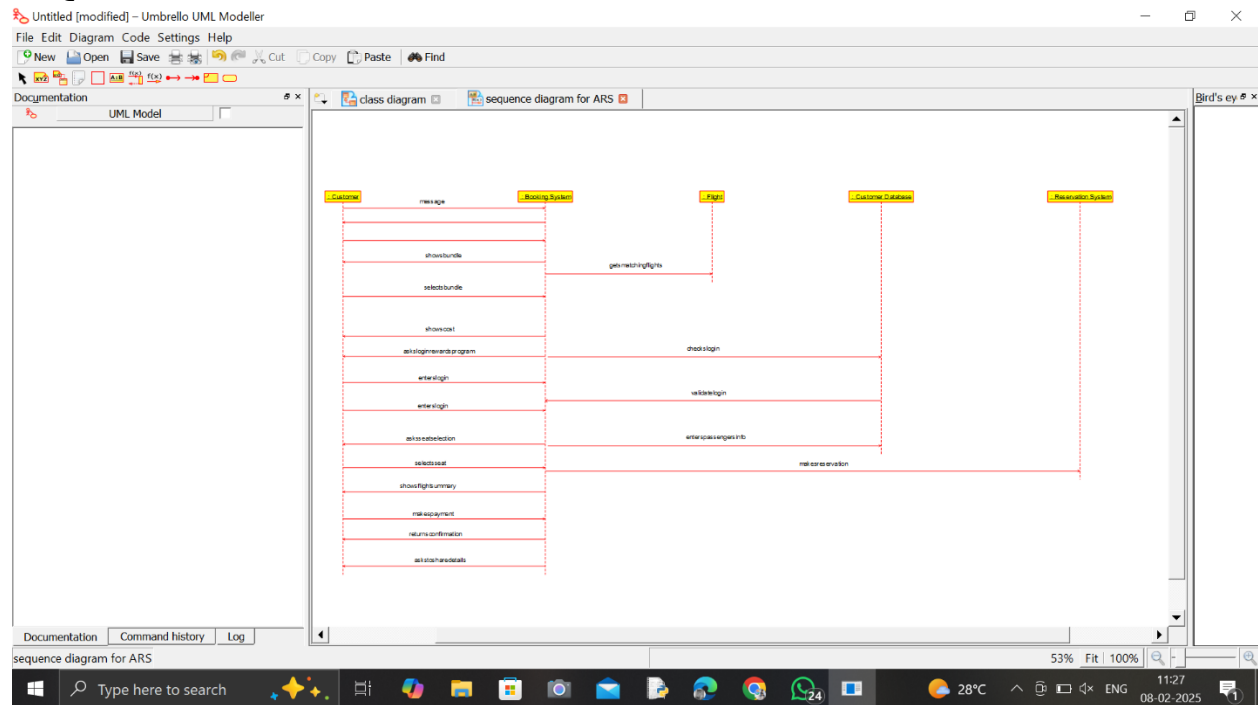 Untitled [modified] – Umbrello UML Modeller
File Edit Diagram Code Settings Help
New Open Save Cut Copy Paste Find
Documentation
class diagram
sequence diagram for ARS
Bird's ey
UML Model
Customer
Booking System
Flight
Customer Database
Reservation System
message
showsbundle
getsmatchingflights
selectsbundle
showscost
asksloginrewardsprogram
checkslogin
enterslogin
validatelogin
enterslogin
asksseatselection
enterspassengersinfo
selectsseat
makesreservation
showsflightsummery
makespayment
returnsconfirmation
askstosharedetails
Documentation Command history Log
sequence diagram for ARS
53% Fit 100%
Type here to search
24
28°C
ENG
11:27
08-02-2025
1